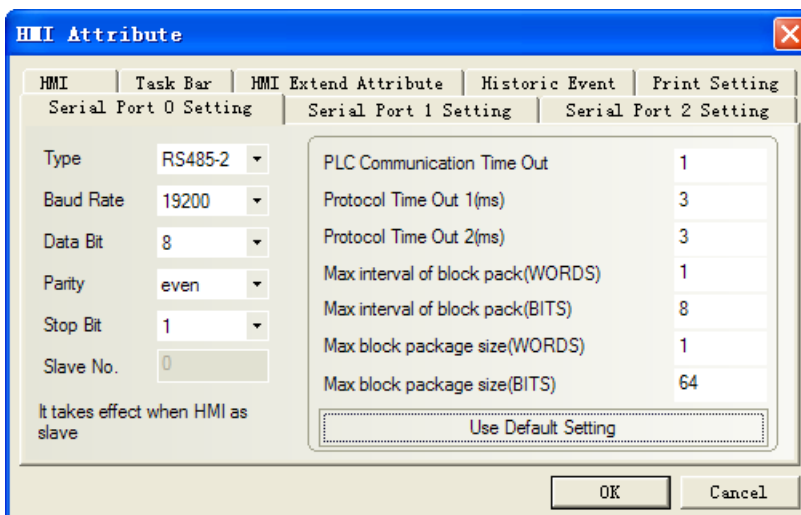 HMI Attribute
HMI Task Bar HMI Extend Attribute Historic Event Print Setting
Serial Port 0 Setting Serial Port 1 Setting Serial Port 2 Setting
Type RS485-2
Baud Rate 19200
Data Bit 8
Parity even
Stop Bit 1
Slave No. 0
It takes effect when HMI as
slave
PLC Communication Time Out 1
Protocol Time Out 1(ms) 3
Protocol Time Out 2(ms) 3
Max interval of block pack(WORDS) 1
Max interval of block pack(BITS) 8
Max block package size(WORDS) 1
Max block package size(BITS) 64
Use Default Setting
OK Cancel